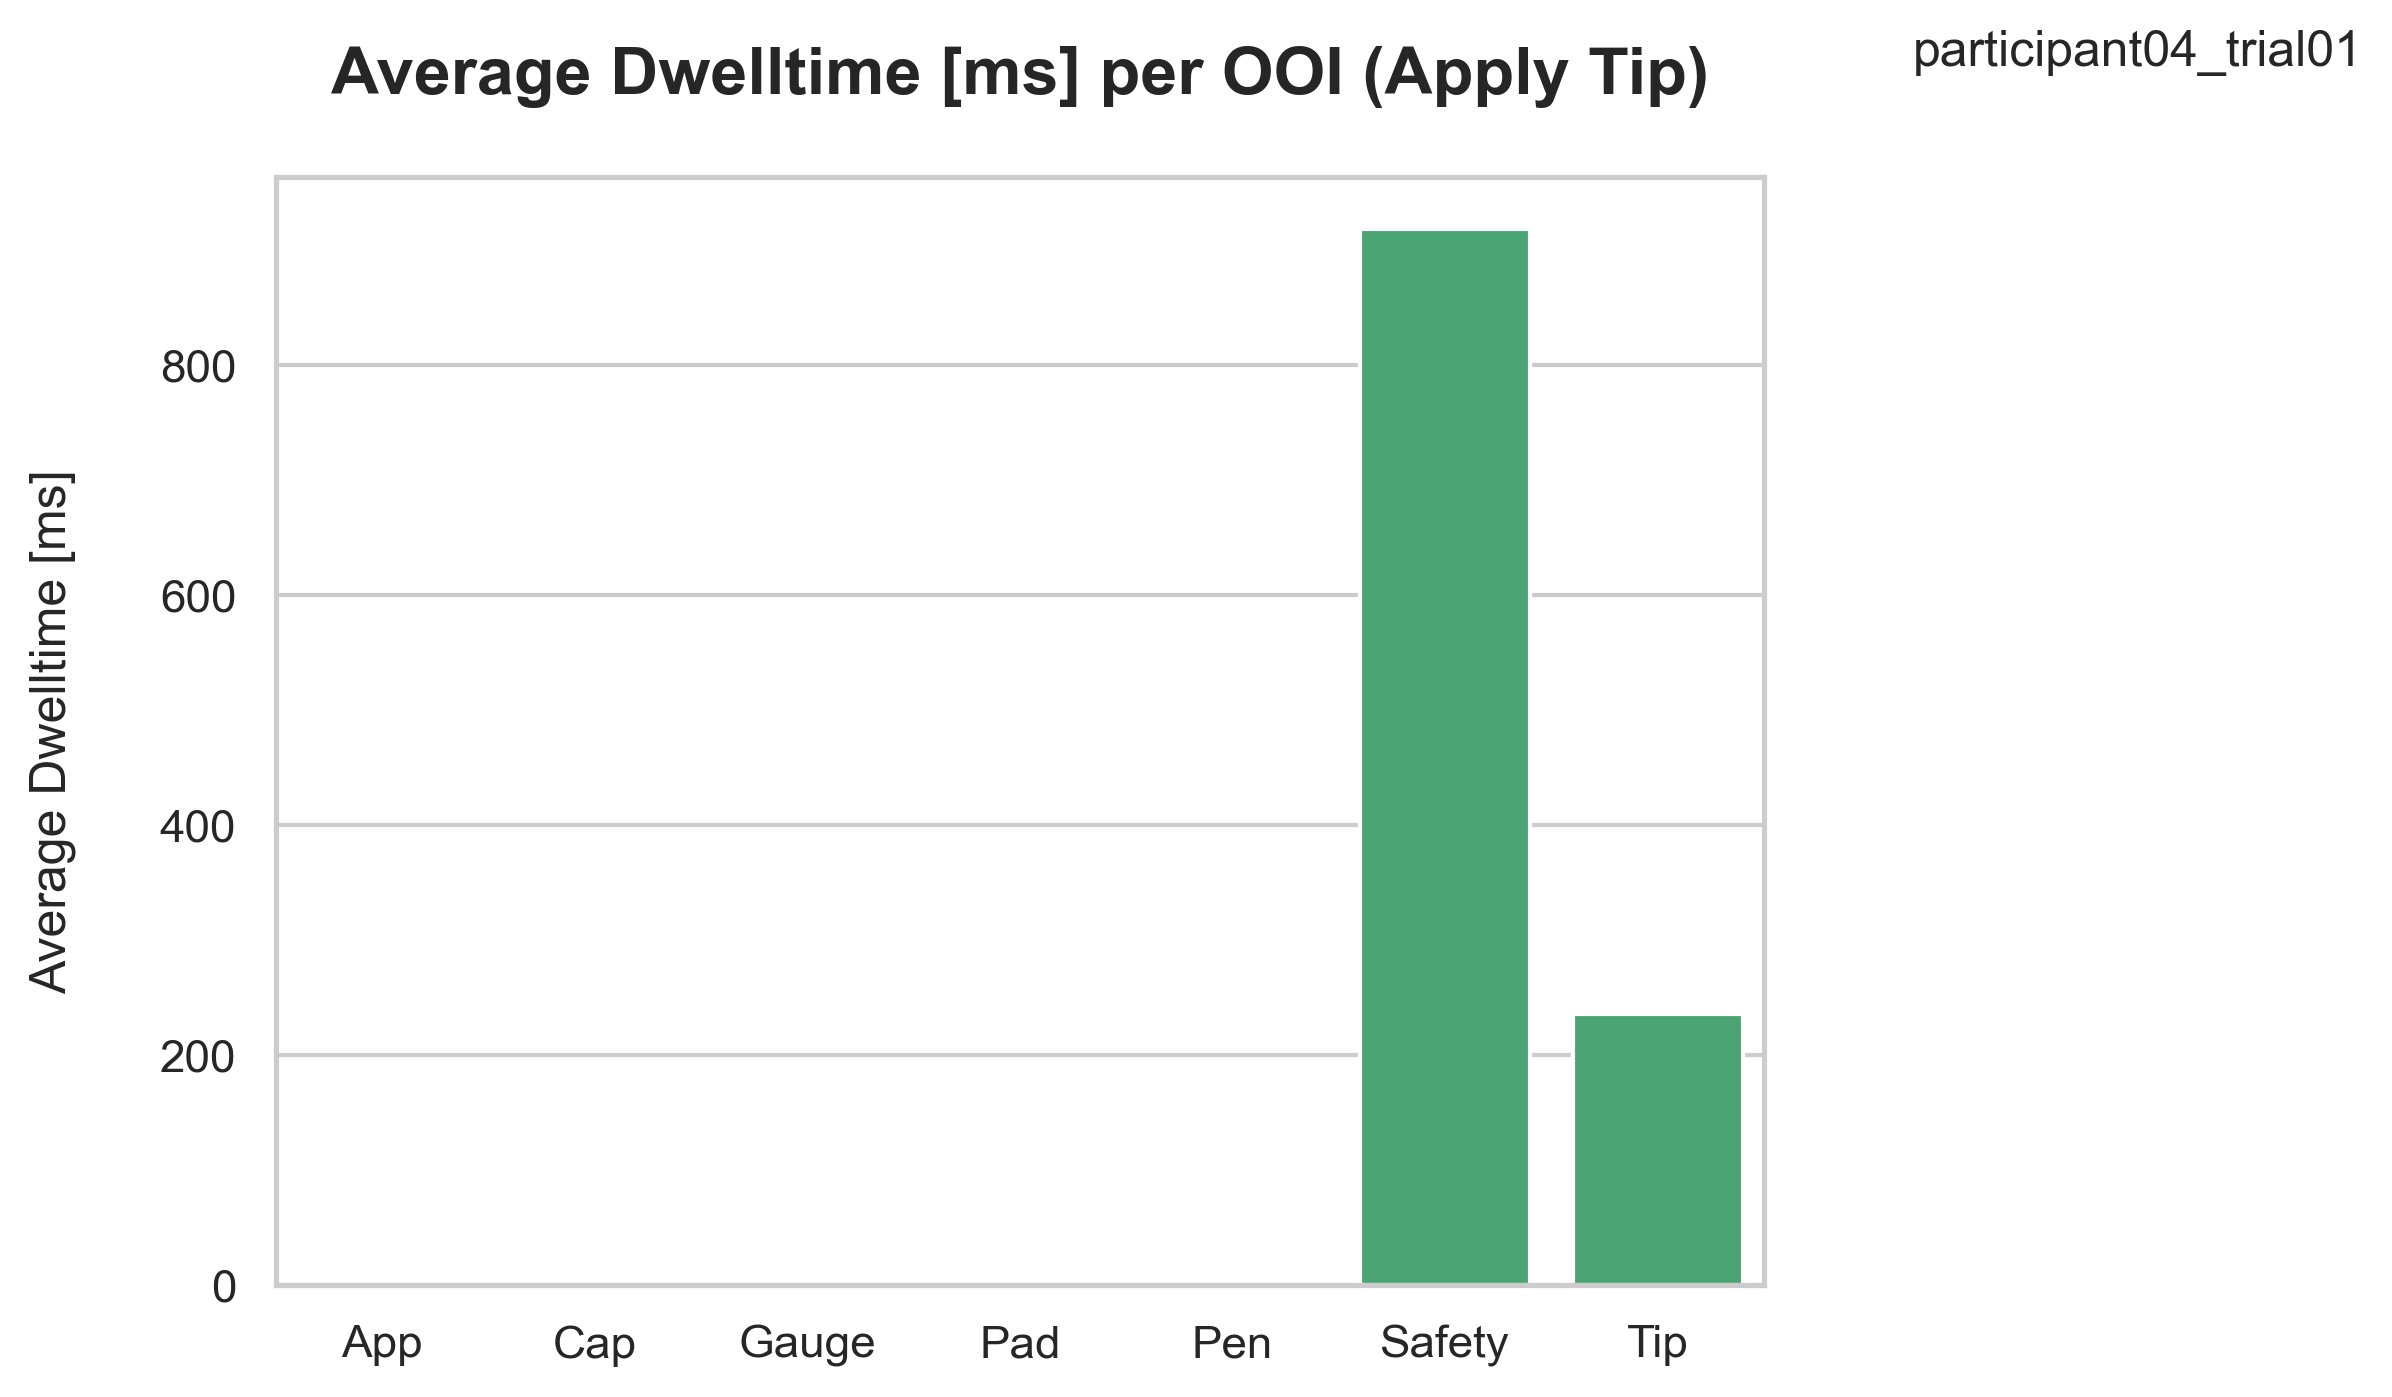 Average Dwelltime [ms] per OOI (Apply Tip)
participant04_trial01
Average Dwelltime [ms]
800
600
400
200
0
App
Cap
Gauge
Pad
Pen
Safety
Tip